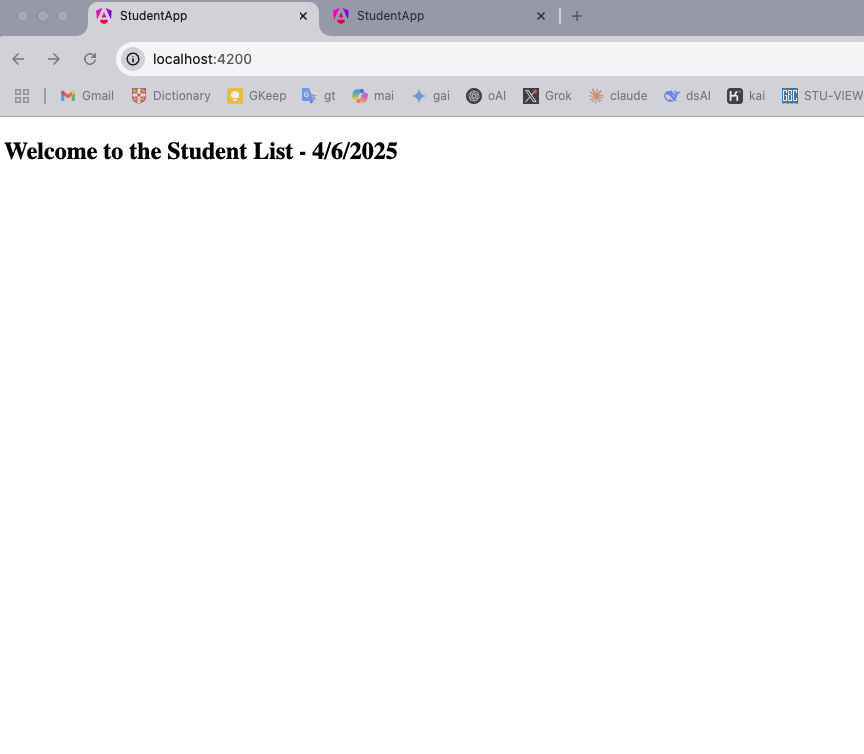 StudentApp StudentApp
localhost:4200
Gmail Dictionary GKeep gt mai gai oAI Grok claude dsAI kai GBC STU-VIEW
Welcome to the Student List - 4/6/2025